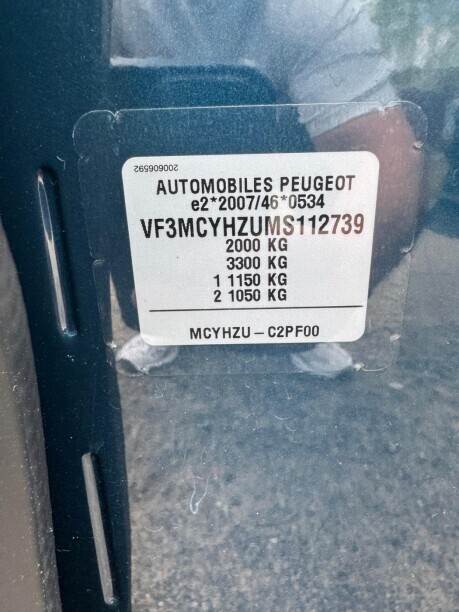 200606592
AUTOMOBILES PEUGEOT
e2*2007/46*0534
VF3MCYHZUMS112739
2000 KG
3300 KG
1 1150 KG
2 1050 KG
MCYHZU - C2PF00